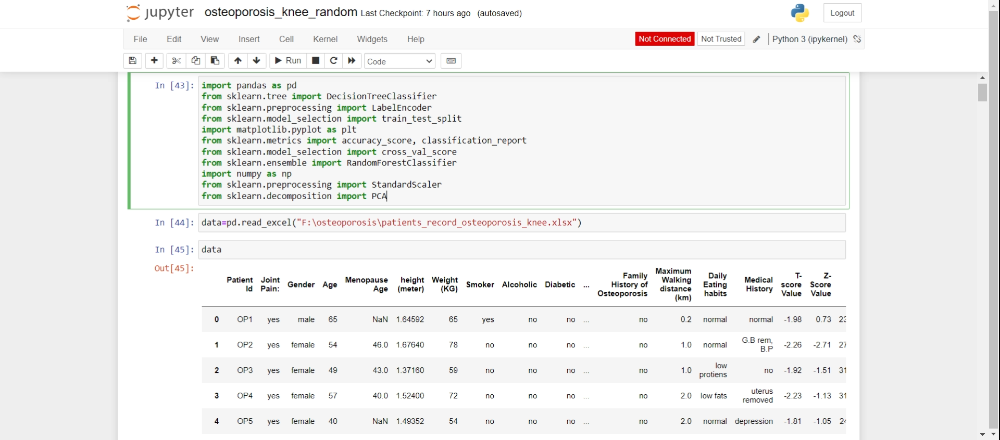 jupyter osteoporosis_knee_random Last Checkpoint: 7 hours ago (autosaved) Logout
File Edit View Insert Cell Kernel Widgets Help Not Connected Not Trusted Python 3 (ipykernel)
Run Code
In [43]: import pandas as pd
from sklearn.tree import DecisionTreeClassifier
from sklearn.preprocessing import LabelEncoder
from sklearn.model_selection import train_test_split
import matplotlib.pyplot as plt
from sklearn.metrics import accuracy_score, classification_report
from sklearn.model_selection import cross_val_score
from sklearn.ensemble import RandomForestClassifier
import numpy as np
from sklearn.preprocessing import StandardScaler
from sklearn.decomposition import PCA
In [44]: data=pd.read_excel("F:\osteoporosis\patients_record_osteoporosis_knee.xlsx")
In [45]: data
Out[45]:
Patient Id Joint Pain: Gender Age Menopause Age height (meter) Weight (KG) Smoker Alcoholic Diabetic ... Family History of Osteoporosis Maximum Walking distance (km) Daily Eating habits Medical History T-score Value Z-Score Value
0 OP1 yes male 65 NaN 1.64592 65 yes no no ... no 0.2 normal normal -1.98 0.73 23
1 OP2 yes female 54 46.0 1.67640 78 no no no ... no 1.0 normal G.B rem, B.P -2.26 -2.71 27
2 OP3 yes female 49 43.0 1.37160 59 no no no ... no 1.0 low protiens no -1.92 -1.51 31
3 OP4 yes female 57 40.0 1.52400 72 no no no ... no 2.0 low fats uterus removed -2.23 -1.13 31
4 OP5 yes female 40 NaN 1.49352 54 no no no ... no 2.0 normal depression -1.81 -1.05 24